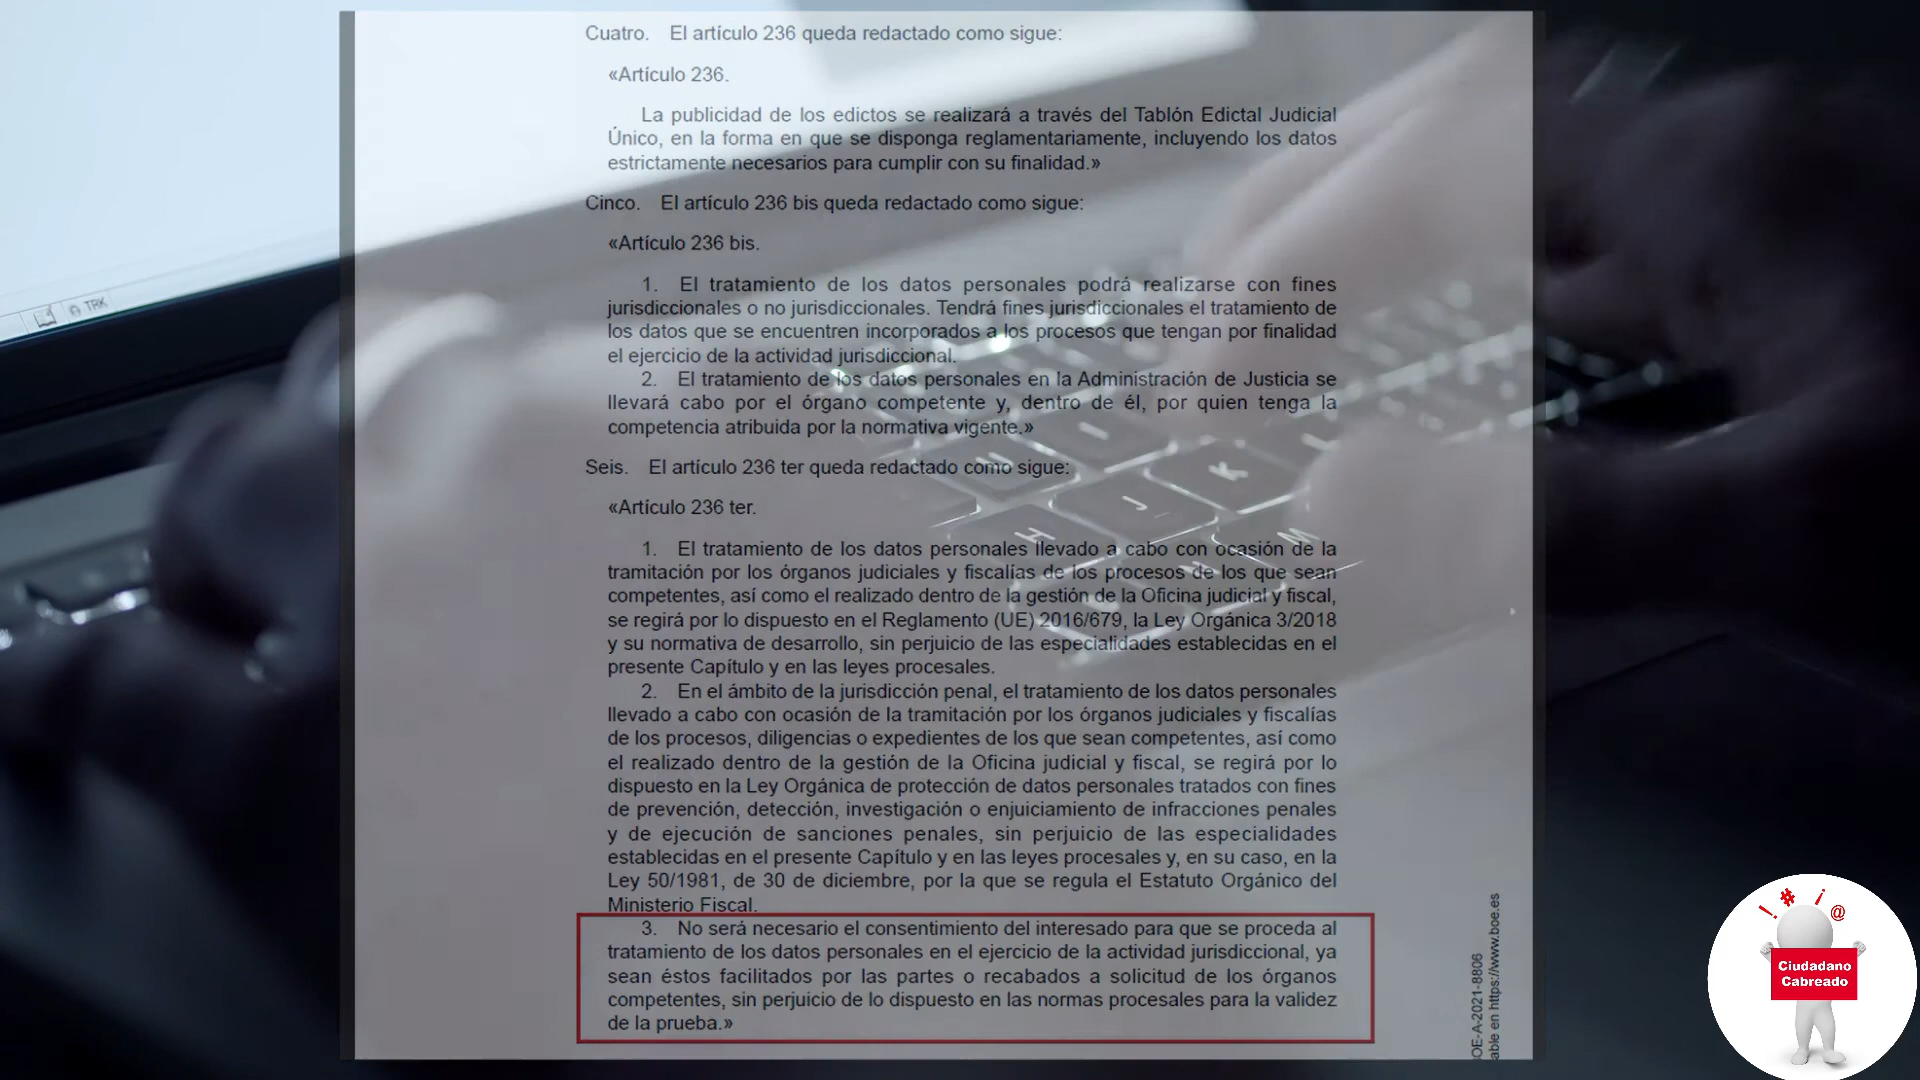 Cuatro. El artículo 236 queda redactado como sigue:
«Artículo 236.
La publicidad de los edictos se realizará a través del Tablón Edictal Judicial
Único, en la forma en que se disponga reglamentariamente, incluyendo los datos
estrictamente necesarios para cumplir con su finalidad.»
Cinco. El artículo 236 bis queda redactado como sigue:
«Artículo 236 bis.
1. El tratamiento de los datos personales podrá realizarse con fines
jurisdiccionales o no jurisdiccionales. Tendrá fines jurisdiccionales el tratamiento de
los datos que se encuentren incorporados a los procesos que tengan por finalidad
el ejercicio de la actividad jurisdiccional.
2. El tratamiento de los datos personales en la Administración de Justicia se
llevará cabo por el órgano competente y, dentro de él, por quien tenga la
competencia atribuida por la normativa vigente.»
Seis. El artículo 236 ter queda redactado como sigue:
«Artículo 236 ter.
1. El tratamiento de los datos personales llevado a cabo con ocasión de la
tramitación por los órganos judiciales y fiscalías de los procesos de los que sean
competentes, así como el realizado dentro de la gestión de la Oficina judicial y fiscal,
se regirá por lo dispuesto en el Reglamento (UE) 2016/679, la Ley Orgánica 3/2018
y su normativa de desarrollo, sin perjuicio de las especialidades establecidas en el
presente Capítulo y en las leyes procesales.
2. En el ámbito de la jurisdicción penal, el tratamiento de los datos personales
llevado a cabo con ocasión de la tramitación por los órganos judiciales y fiscalías
de los procesos, diligencias o expedientes de los que sean competentes, así como
el realizado dentro de la gestión de la Oficina judicial y fiscal, se regirá por lo
dispuesto en la Ley Orgánica de protección de datos personales tratados con fines
de prevención, detección, investigación o enjuiciamiento de infracciones penales
y de ejecución de sanciones penales, sin perjuicio de las especialidades
establecidas en el presente Capítulo y en las leyes procesales y, en su caso, en la
Ley 50/1981, de 30 de diciembre, por la que se regula el Estatuto Orgánico del
Ministerio Fiscal.
3. No será necesario el consentimiento del interesado para que se proceda al
tratamiento de los datos personales en el ejercicio de la actividad jurisdiccional, ya
sean éstos facilitados por las partes o recabados a solicitud de los órganos
competentes, sin perjuicio de lo dispuesto en las normas procesales para la validez
de la prueba.»
OE-A-2021-8806
able en https://www.boe.es
TRK
K
J
H
M
! # ¡ @
Ciudadano
Cabreado